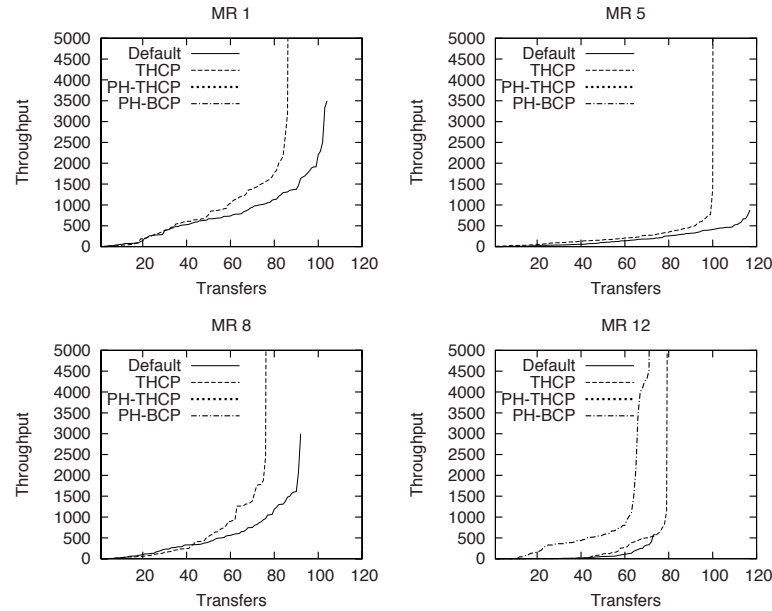 MR 1
5000
4500
4000
3500
3000
2500
2000
1500
1000
500
0
Throughput
Default
THCP
PH-THCP
PH-BCP
20 40 60 80 100 120
Transfers
MR 5
5000
4500
4000
3500
3000
2500
2000
1500
1000
500
0
Throughput
Default
THCP
PH-THCP
PH-BCP
20 40 60 80 100 120
Transfers
MR 8
5000
4500
4000
3500
3000
2500
2000
1500
1000
500
0
Throughput
Default
THCP
PH-THCP
PH-BCP
20 40 60 80 100 120
Transfers
MR 12
5000
4500
4000
3500
3000
2500
2000
1500
1000
500
0
Throughput
Default
THCP
PH-THCP
PH-BCP
20 40 60 80 100 120
Transfers